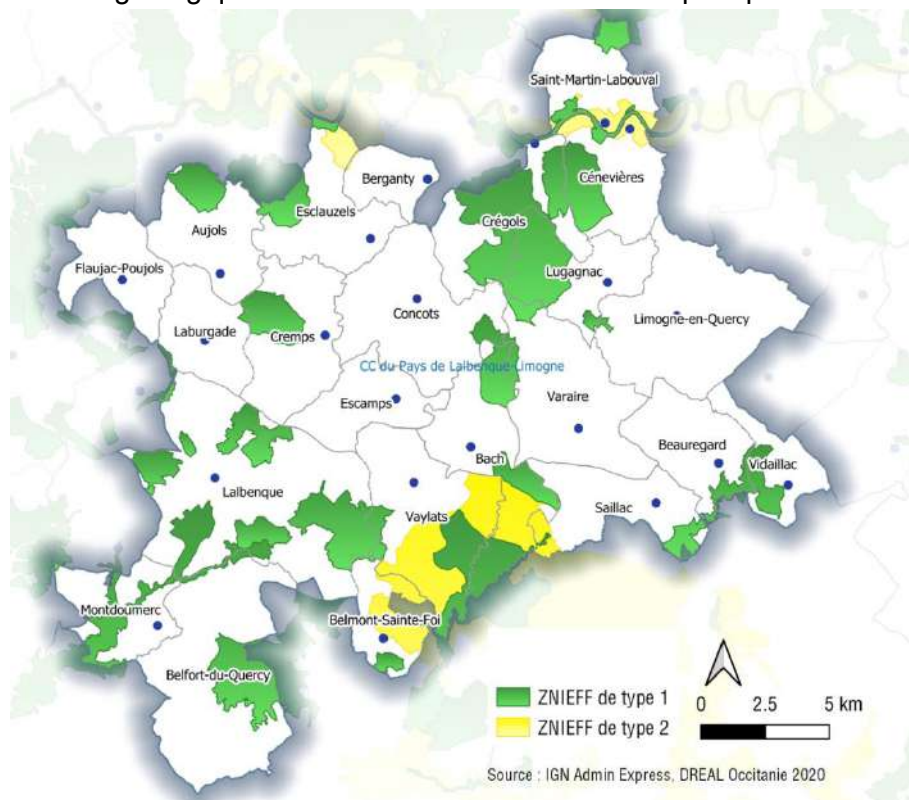 Saint-Martin-Labouval
Berganty
Cénevières
Esclauzels
Crégols
Aujols
Flaujac-Poujols
Lugagnac
Concots
Limogne-en-Quercy
Laburgade
Cremps
CC du Pays de Lalbenque-Limogne
Escamps
Varaire
Beauregard
Bach
Vidaillac
Lalbenque
Saillac
Vaylats
Montdoumerc
Belmont-Sainte-Foi
Belfort-du-Quercy
ZNIEFF de type 1
ZNIEFF de type 2
0 2.5 5 km
Source : IGN Admin Express, DREAL Occitanie 2020